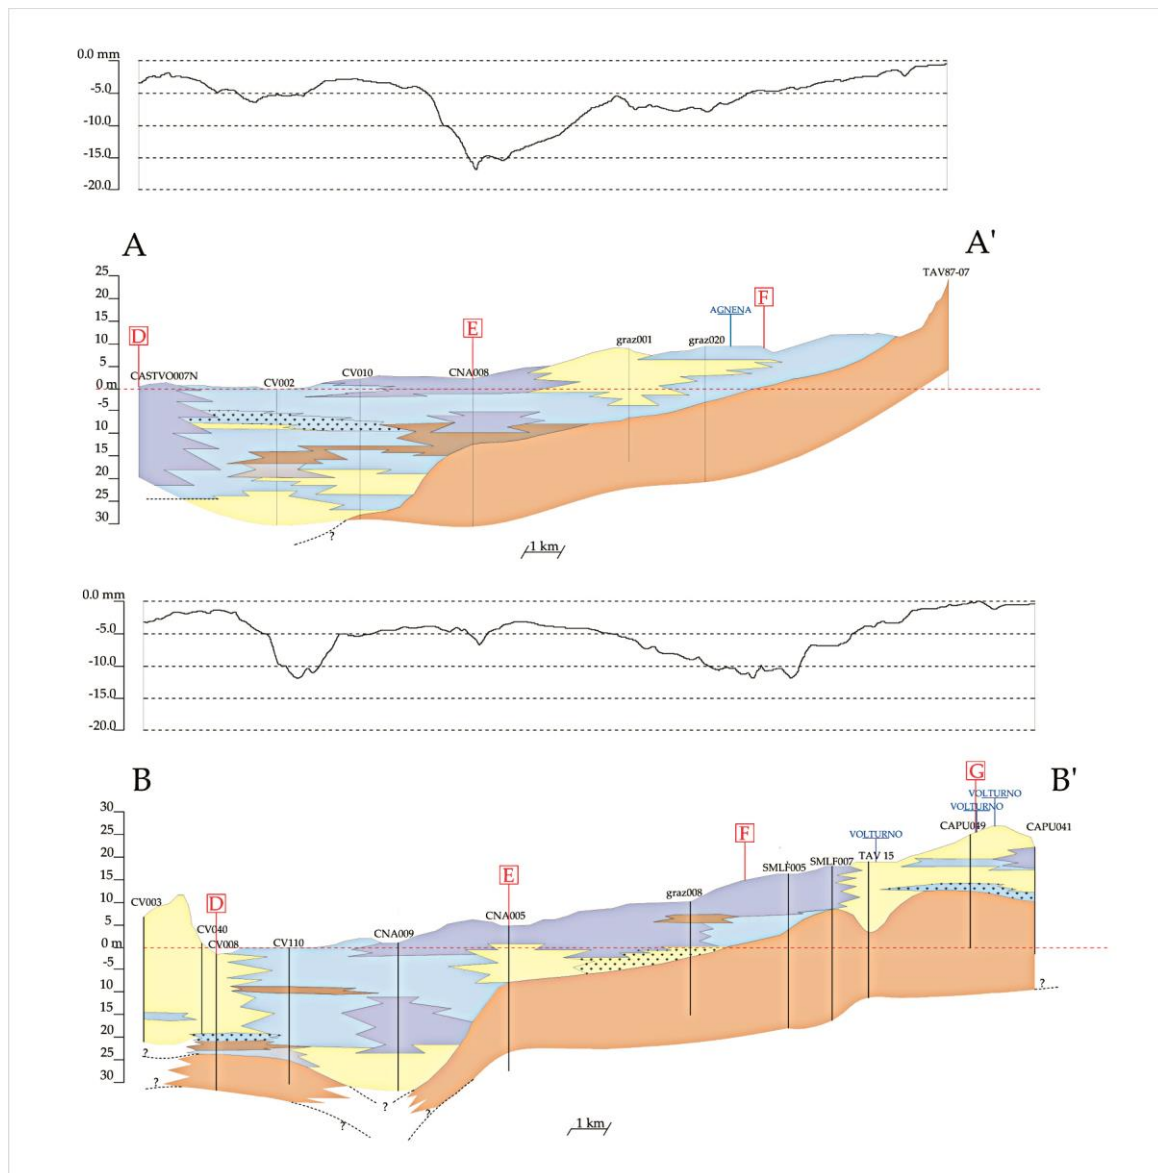 0.0 mm
-5.0
-10.0
-15.0
-20.0
A
A'
TAV87-07
25
20
15
10
5
0 m
-5
10
15
20
25
30
D
E
F
AGNENA
graz001
graz020
CASTVO007N
CV002
CV010
CNA008
?
1 km
0.0 mm
-5.0
-10.0
-15.0
-20.0
B
B'
G
VOLTURNO
VOLTURNO
CAPU049
CAPU041
30
25
20
15
10
5
0 m
-5
10
15
20
25
30
F
VOLTURNO
SMLF005
SMLF007
TAV 15
E
graz008
CV003
D
CV040
CV008
CV110
CNA009
CNA005
?
?
?
?
?
?
1 km